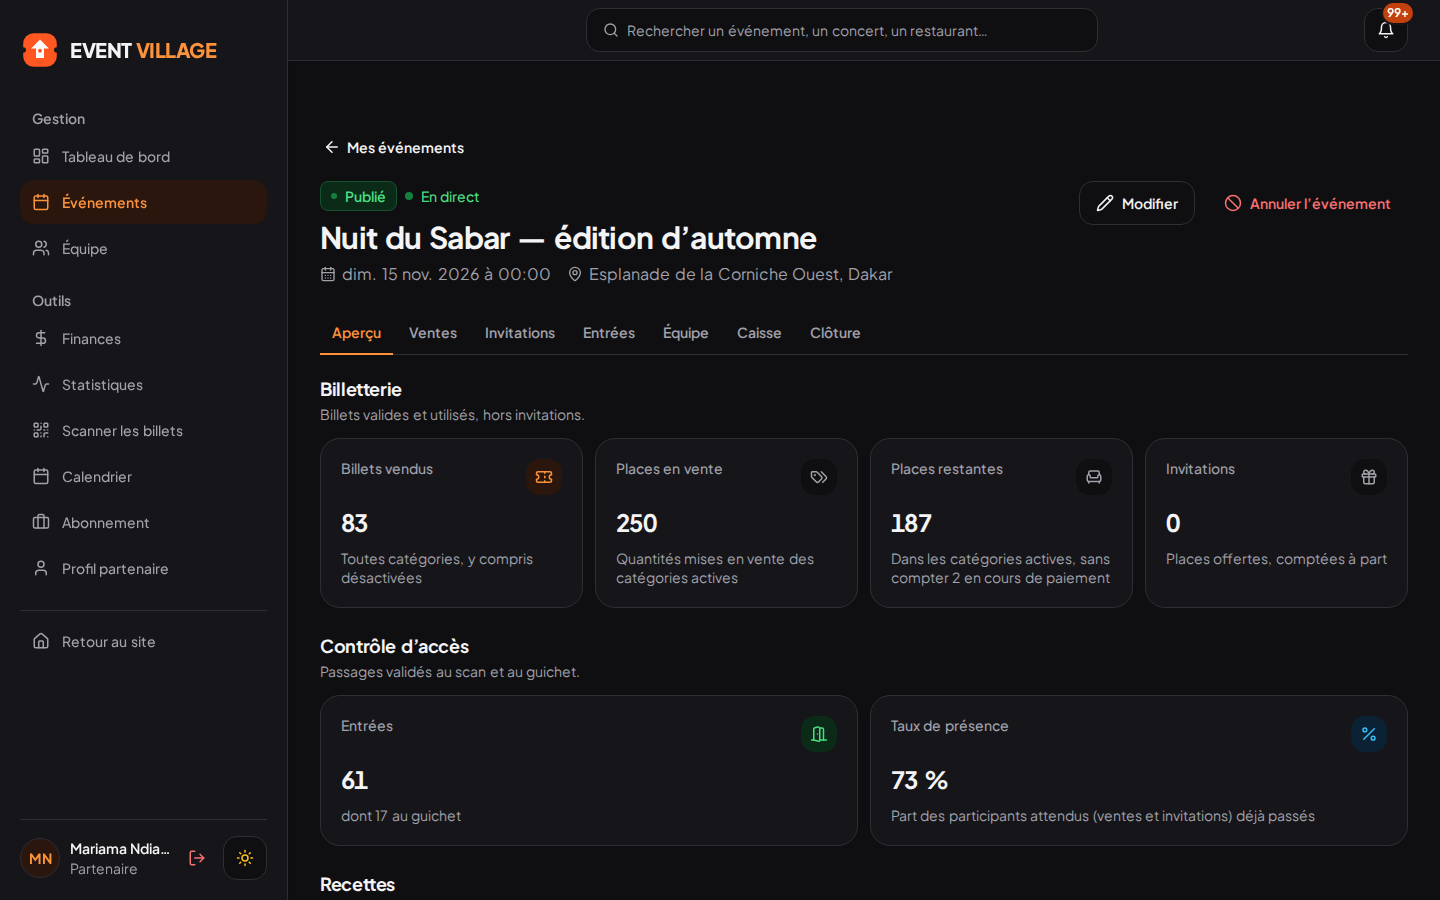 EVENT VILLAGE
Rechercher un événement, un concert, un restaurant…
99+
Gestion
Tableau de bord
Événements
Équipe
Outils
Finances
Statistiques
Scanner les billets
Calendrier
Abonnement
Profil partenaire
Retour au site
MN
Mariama Ndia…
Partenaire
Mes événements
Publié
En direct
Modifier
Annuler l’événement
Nuit du Sabar — édition d’automne
dim. 15 nov. 2026 à 00:00
Esplanade de la Corniche Ouest, Dakar
Aperçu
Ventes
Invitations
Entrées
Équipe
Caisse
Clôture
Billetterie
Billets valides et utilisés, hors invitations.
Billets vendus
83
Toutes catégories, y compris
désactivées
Places en vente
250
Quantités mises en vente des
catégories actives
Places restantes
187
Dans les catégories actives, sans
compter 2 en cours de paiement
Invitations
0
Places offertes, comptées à part
Contrôle d’accès
Passages validés au scan et au guichet.
Entrées
61
dont 17 au guichet
Taux de présence
73 %
Part des participants attendus (ventes et invitations) déjà passés
Recettes